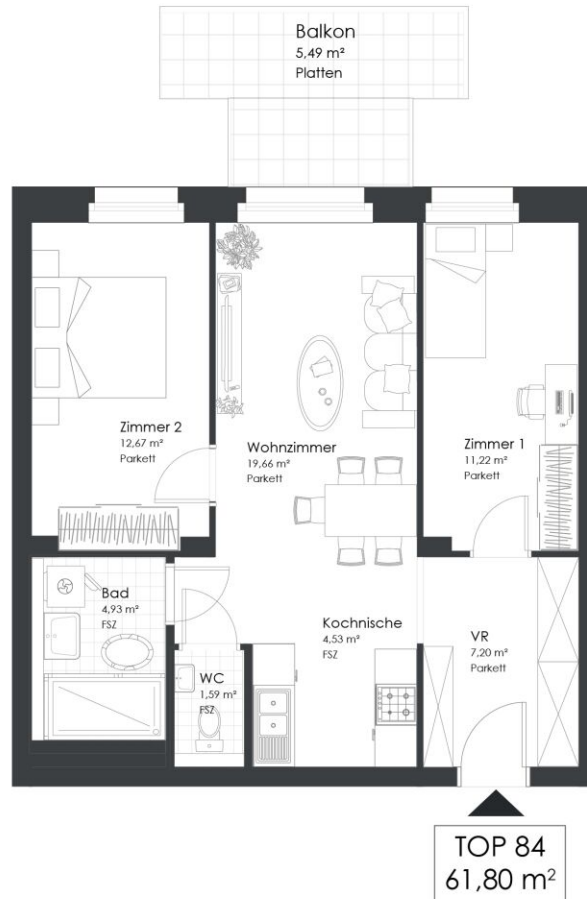 Balkon
5,49 m²
Platten
Zimmer 2
12,67 m²
Parkett
Wohnzimmer
19,66 m²
Parkett
Zimmer 1
11,22 m²
Parkett
Bad
4,93 m²
FSZ
WC
1,59 m²
FSZ
Kochnische
4,53 m²
FSZ
VR
7,20 m²
Parkett
TOP 84
61,80 m²